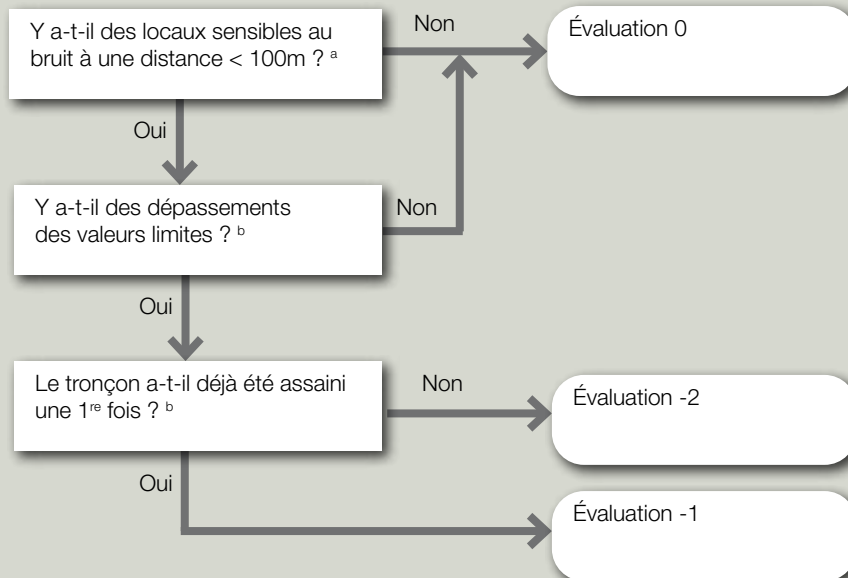 Y a-t-il des locaux sensibles au
bruit à une distance < 100m ? a
Non
Évaluation 0
Oui
Y a-t-il des dépassements
des valeurs limites ? b
Non
Oui
Le tronçon a-t-il déjà été assaini
une 1re fois ? b
Non
Évaluation -2
Oui
Évaluation -1